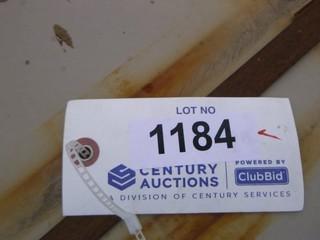 LOT NO
1184
CENTURY
AUCTIONS
POWERED BY
ClubBid
A DIVISION OF CENTURY SERVICES